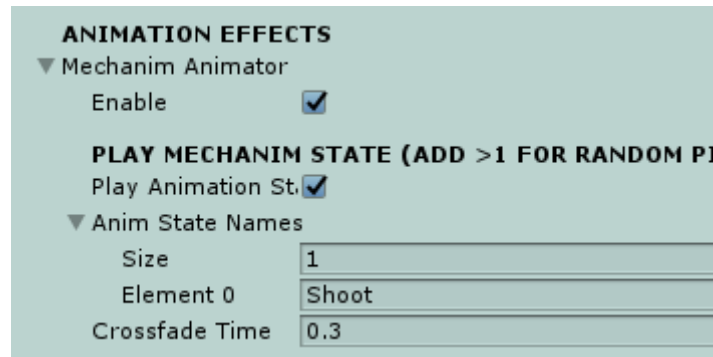 ANIMATION EFFECTS
Mechanim Animator
Enable
PLAY MECHANIM STATE (ADD >1 FOR RANDOM
Play Animation
Anim State Names
Size 1
Element 0 Shoot
Crossfade Time 0.3